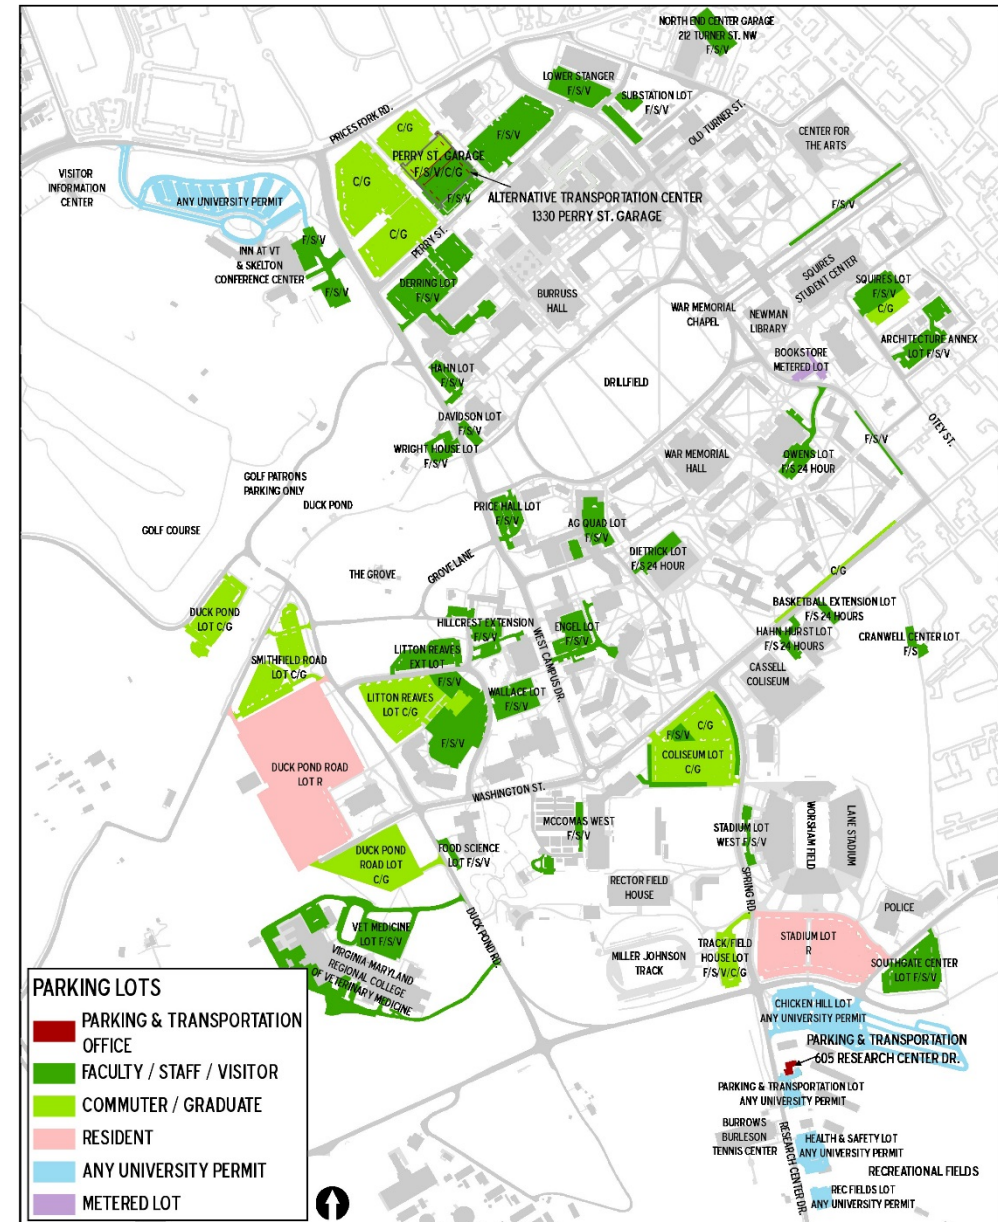 NORTH END CENTER GARAGE
212 TURNER ST. NW
F/S/V
LOWER STANGER
F/S/V
SUBSTATION LOT
F/S/V
PRICES FORK RD.
C/G
F/S/V
OLD TURNER ST.
CENTER FOR
THE ARTS
PERRY ST. GARAGE
F/S/V/C/G
F/S/V
C/G
VISITOR
INFORMATION
CENTER
ANY UNIVERSITY PERMIT
ALTERNATIVE TRANSPORTATION CENTER
1330 PERRY ST. GARAGE
F/S/V
C/G
PERRY ST.
F/S/V
INN AT VT
& SKELTON
CONFERENCE CENTER
F/S/V
DERRING LOT
F/S/V
BURRUSS
HALL
SQUIRES
STUDENT CENTER
SQUIRES LOT
F/S/V
C/G
WAR MEMORIAL
CHAPEL
NEWMAN
LIBRARY
ARCHITECTURE ANNEX
LOT F/S/V
BOOKSTORE
METERED LOT
HAHN LOT
F/S/V
DRILLFIELD
DAVIDSON LOT
F/S/V
WRIGHT HOUSE LOT
F/S/V
OTEY ST.
F/S/V
WAR MEMORIAL
HALL
OWENS LOT
F/S 24 HOUR
GOLF PATRONS
PARKING ONLY
DUCK POND
GOLF COURSE
PRICE HALL LOT
F/S/V
AG QUAD LOT
F/S/V
DIETRICK LOT
F/S 24 HOUR
THE GROVE
GROVE LANE
C/G
DUCK POND
LOT C/G
BASKETBALL EXTENSION LOT
F/S 24 HOURS
HILLCREST EXTENSION
F/S/V
ENGEL LOT
F/S/V
WEST CAMPUS DR.
HAHN HURST LOT
F/S 24 HOURS
CRANWELL CENTER LOT
F/S
SMITHFIELD ROAD
LOT C/G
LITTON REAVES
EXT LOT
F/S/V
CASSELL
COLISEUM
LITTON REAVES
LOT C/G
WALLACE LOT
F/S/V
F/S/V
C/G
F/S/V
COLISEUM LOT
C/G
DUCK POND ROAD
LOT R
WASHINGTON ST.
MCCOMAS WEST
F/S/V
STADIUM LOT
WEST F/S/V
WORSHAM FIELD
LANE STADIUM
DUCK POND
ROAD LOT
C/G
FOOD SCIENCE
LOT F/S/V
RECTOR FIELD
HOUSE
SPRING RD.
POLICE
DUCK POND RD.
VET MEDICINE
LOT F/S/V
VIRGINIA-MARYLAND
REGIONAL COLLEGE
OF VETERINARY MEDICINE
MILLER JOHNSON
TRACK
TRACK/FIELD
HOUSE LOT
F/S/V/C/G
STADIUM LOT
R
SOUTHGATE CENTER
LOT F/S/V
CHICKEN HILL LOT
ANY UNIVERSITY PERMIT
PARKING & TRANSPORTATION
605 RESEARCH CENTER DR.
PARKING & TRANSPORTATION LOT
ANY UNIVERSITY PERMIT
BURROWS
BURLESON
TENNIS CENTER
RESEARCH CENTER DR.
HEALTH & SAFETY LOT
ANY UNIVERSITY PERMIT
RECREATIONAL FIELDS
REC FIELDS LOT
ANY UNIVERSITY PERMIT
PARKING LOTS
PARKING & TRANSPORTATION
OFFICE
FACULTY / STAFF / VISITOR
COMMUTER / GRADUATE
RESIDENT
ANY UNIVERSITY PERMIT
METERED LOT